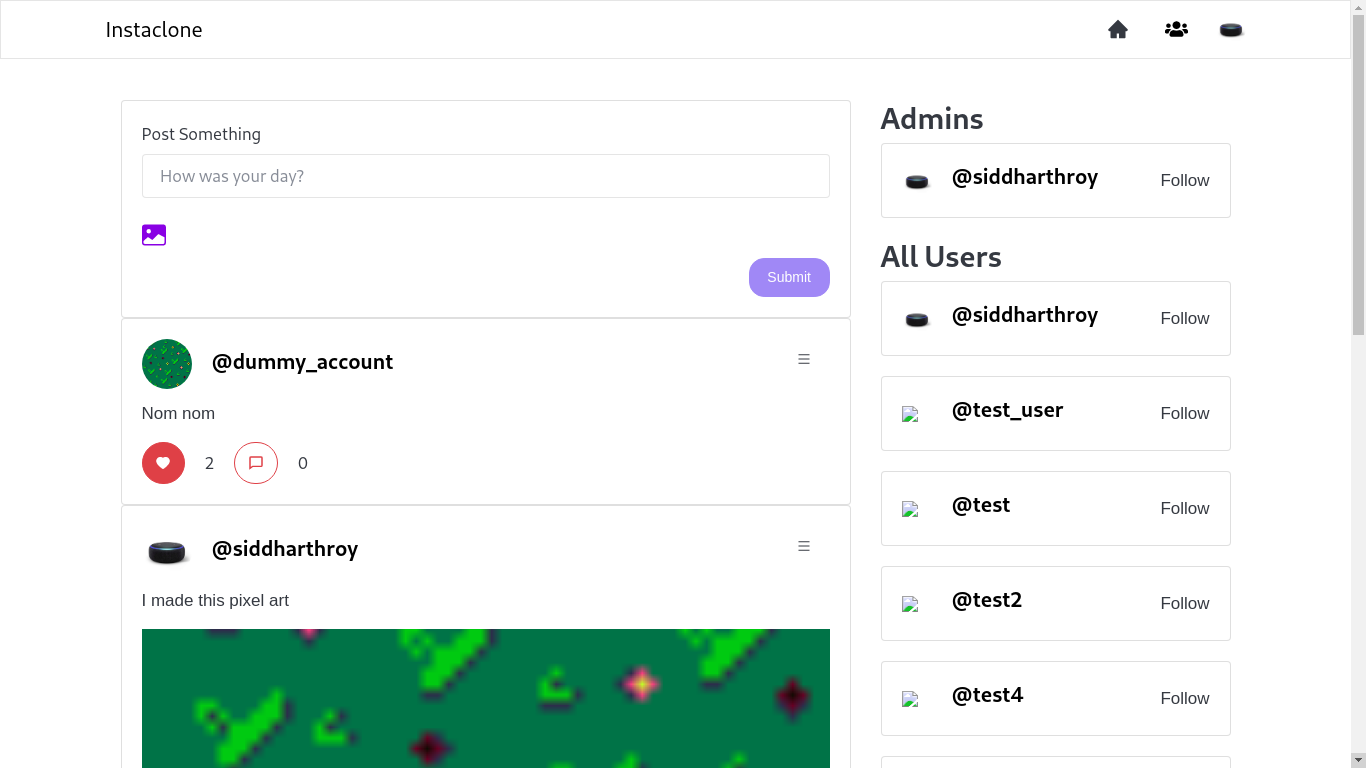 Instaclone
Post Something
How was your day?
Submit
@dummy_account
Nom nom
2
0
@siddharthroy
I made this pixel art
Admins
@siddharthroy
Follow
All Users
@siddharthroy
Follow
@test_user
Follow
@test
Follow
@test2
Follow
@test4
Follow